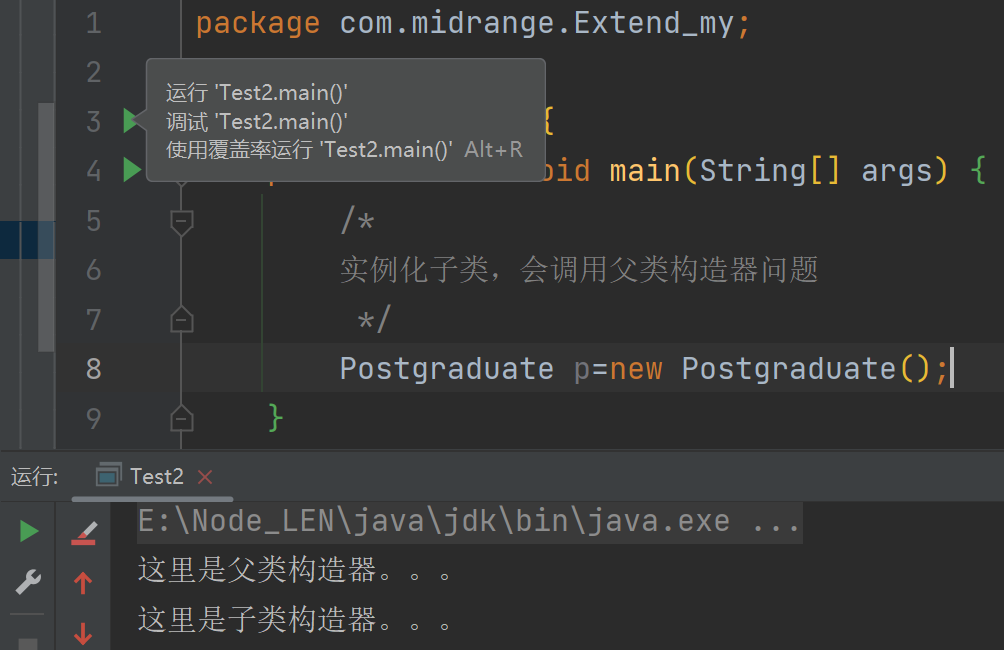 1 package com.midrange.Extend_my;
2
运行 'Test2.main()'
调试 'Test2.main()'
使用覆盖率运行 'Test2.main()' Alt+R
3 {
4 oid main(String[] args) {
5 /*
6 实例化子类，会调用父类构造器问题
7 */
8 Postgraduate p=new Postgraduate();
9 }
运行: Test2
E:\Node_LEN\java\jdk\bin\java.exe ...
这里是父类构造器。。。
这里是子类构造器。。。